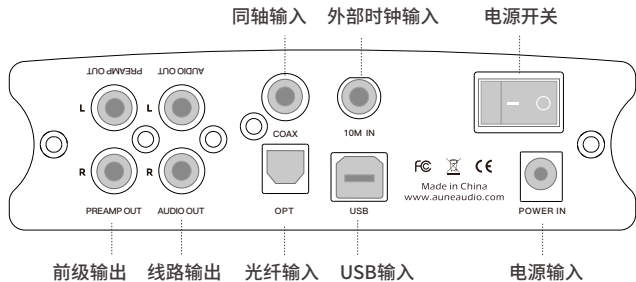 同轴输入 外部时钟输入 电源开关
PREAMP OUT AUDIO OUT
L L
COAX 10M IN
R R
FC CE
Made in China
www.auneaudio.com
PREAMP OUT AUDIO OUT OPT USB POWER IN
前级输出 线路输出 光纤输入 USB输入 电源输入